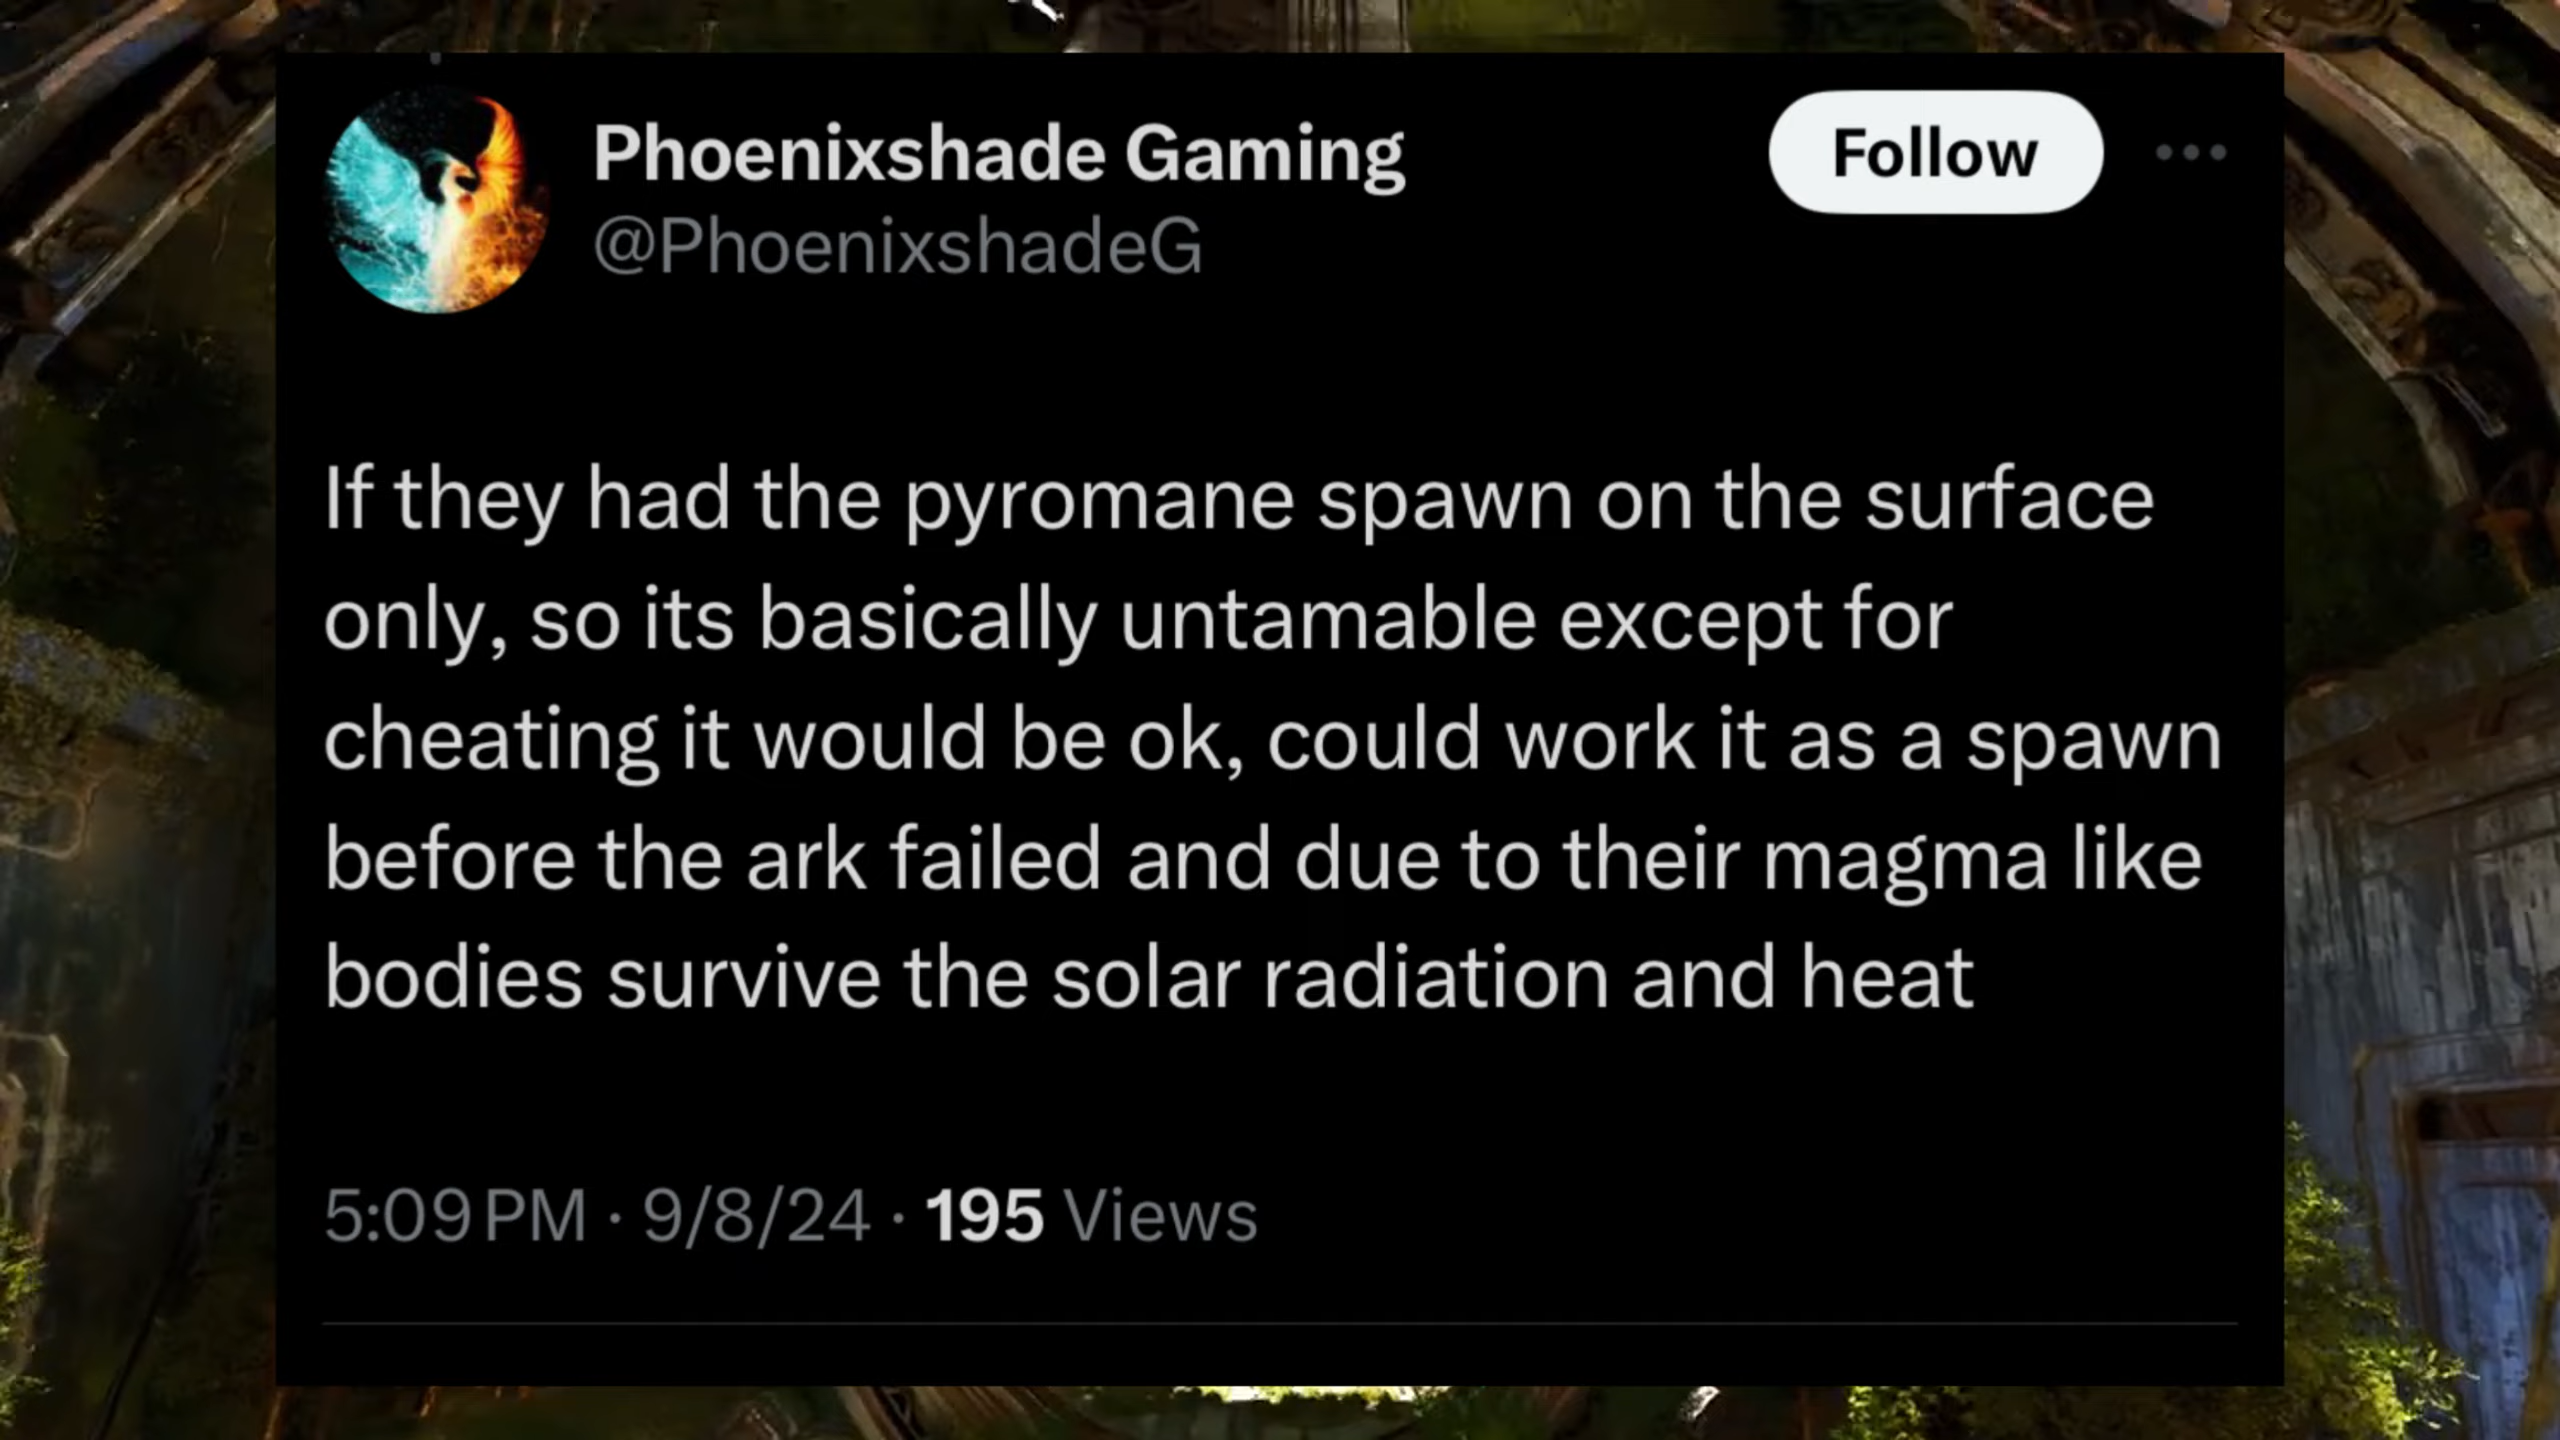 Phoenixshade Gaming
Follow
@PhoenixshadeG
If they had the pyromane spawn on the surface
only, so its basically untamable except for
cheating it would be ok, could work it as a spawn
before the ark failed and due to their magma like
bodies survive the solar radiation and heat
5:09 PM · 9/8/24 · 195 Views